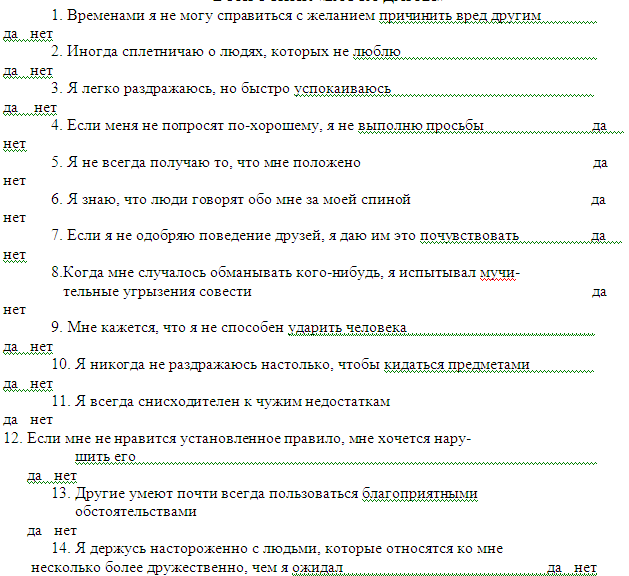 1. Временами я не могу справиться с желанием причинить вред другим
да нет
2. Иногда сплетничаю о людях, которых не люблю
да нет
3. Я легко раздражаюсь, но быстро успокаиваюсь
да нет
4. Если меня не попросят по-хорошему, я не выполню просьбы да
нет
5. Я не всегда получаю то, что мне положено да
нет
6. Я знаю, что люди говорят обо мне за моей спиной да
нет
7. Если я не одобряю поведение друзей, я даю им это почувствовать да
нет
8.Когда мне случалось обманывать кого-нибудь, я испытывал мучи-
тельные угрызения совести да
нет
9. Мне кажется, что я не способен ударить человека
да нет
10. Я никогда не раздражаюсь настолько, чтобы кидаться предметами
да нет
11. Я всегда снисходителен к чужим недостаткам
да нет
12. Если мне не нравится установленное правило, мне хочется нару-
шить его
да нет
13. Другие умеют почти всегда пользоваться благоприятными
обстоятельствами
да нет
14. Я держусь настороженно с людьми, которые относятся ко мне
несколько более дружественно, чем я ожидал да нет